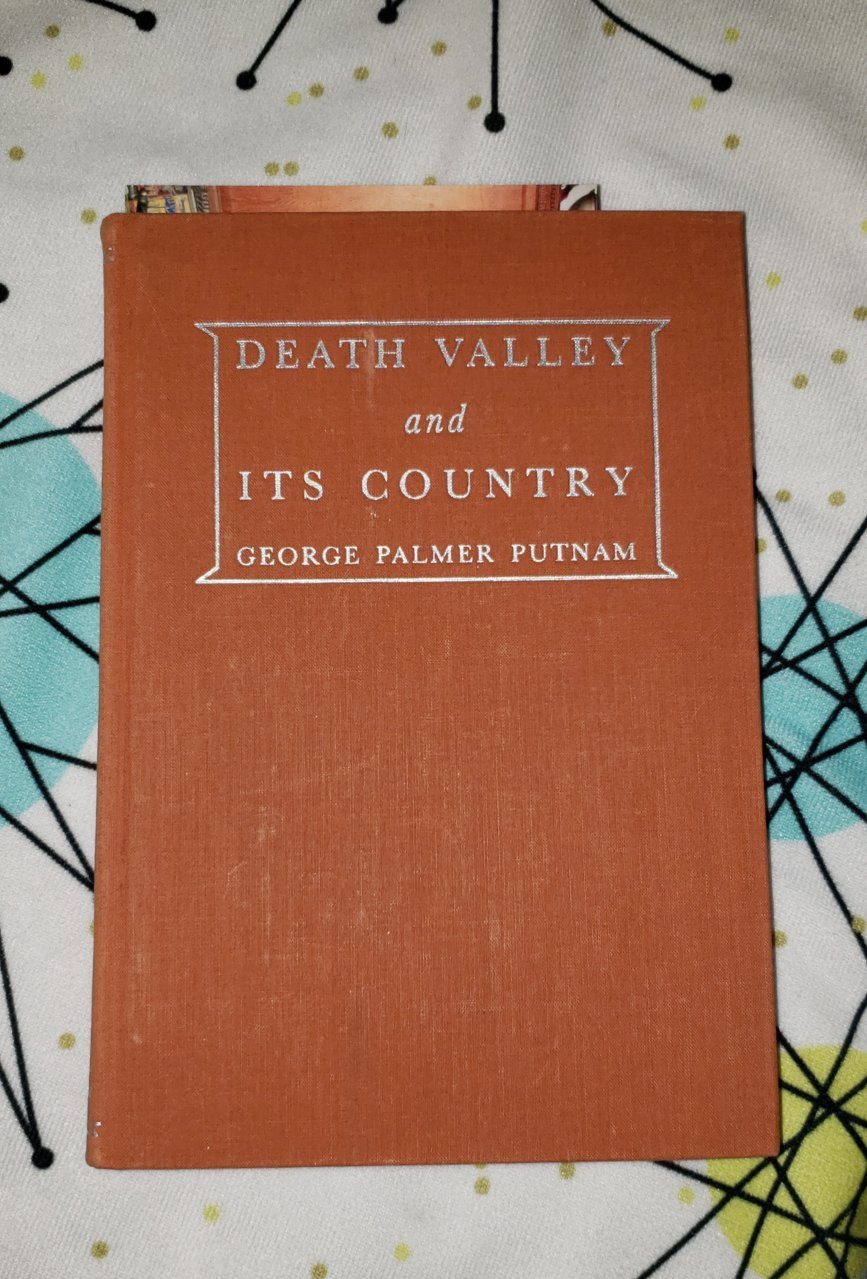 DEATH VALLEY
and
ITS COUNTRY
GEORGE PALMER PUTNAM